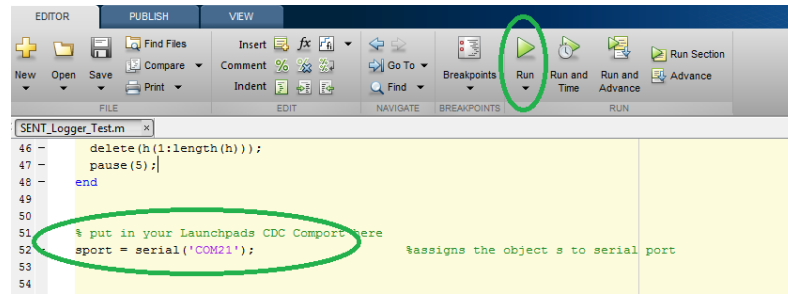 EDITOR PUBLISH VIEW
Find Files Insert fx Run Section
Compare Comment Go To Advance
New Open Save Print Indent Find Breakpoints Run Run and Time Run and Advance
FILE EDIT NAVIGATE BREAKPOINTS RUN
SENT_Logger_Test.m ×
46 – delete(h(1:length(h)));
47 – pause(5);
48 – end
49
50
51 % put in your Launchpads CDC Comport here
52 sport = serial('COM21'); %assigns the object s to serial port
53
54